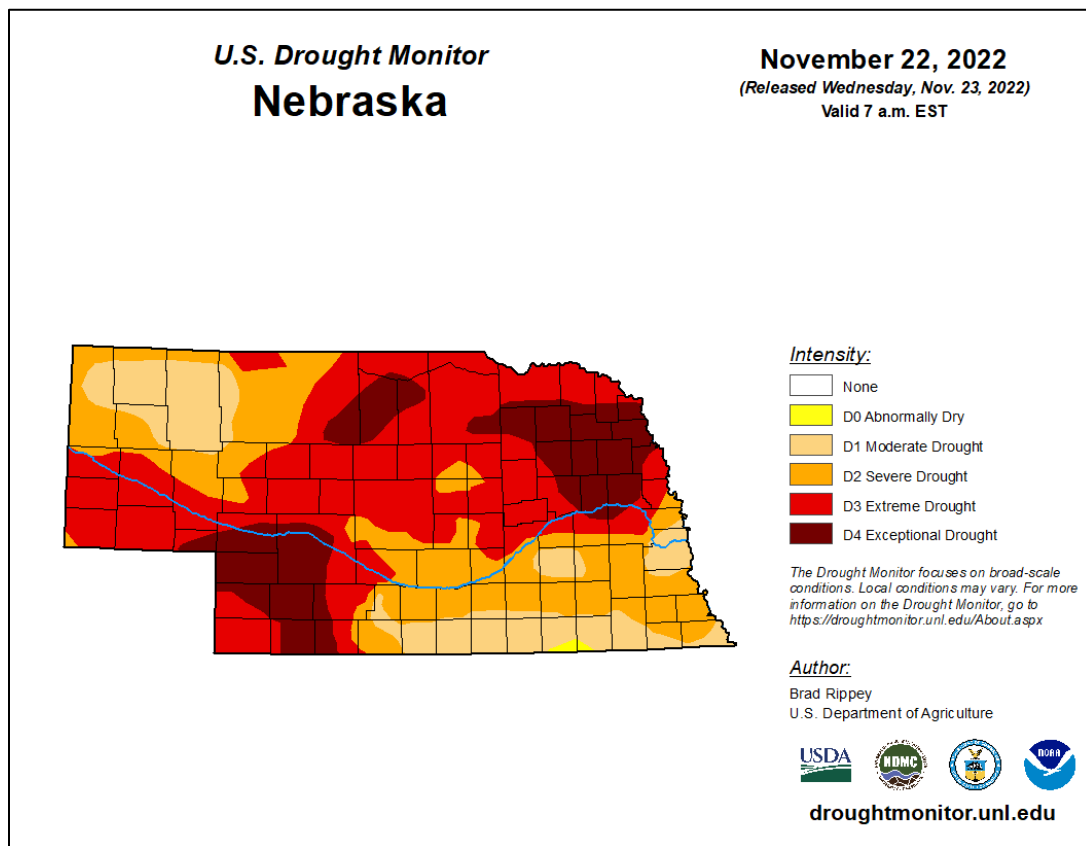 U.S. Drought Monitor
Nebraska
November 22, 2022
(Released Wednesday, Nov. 23, 2022)
Valid 7 a.m. EST
Intensity:
None
D0 Abnormally Dry
D1 Moderate Drought
D2 Severe Drought
D3 Extreme Drought
D4 Exceptional Drought
The Drought Monitor focuses on broad-scale
conditions. Local conditions may vary. For more
information on the Drought Monitor, go to
https://droughtmonitor.unl.edu/About.aspx
Author:
Brad Rippey
U.S. Department of Agriculture
USDA
NDMC
NOAA
droughtmonitor.unl.edu